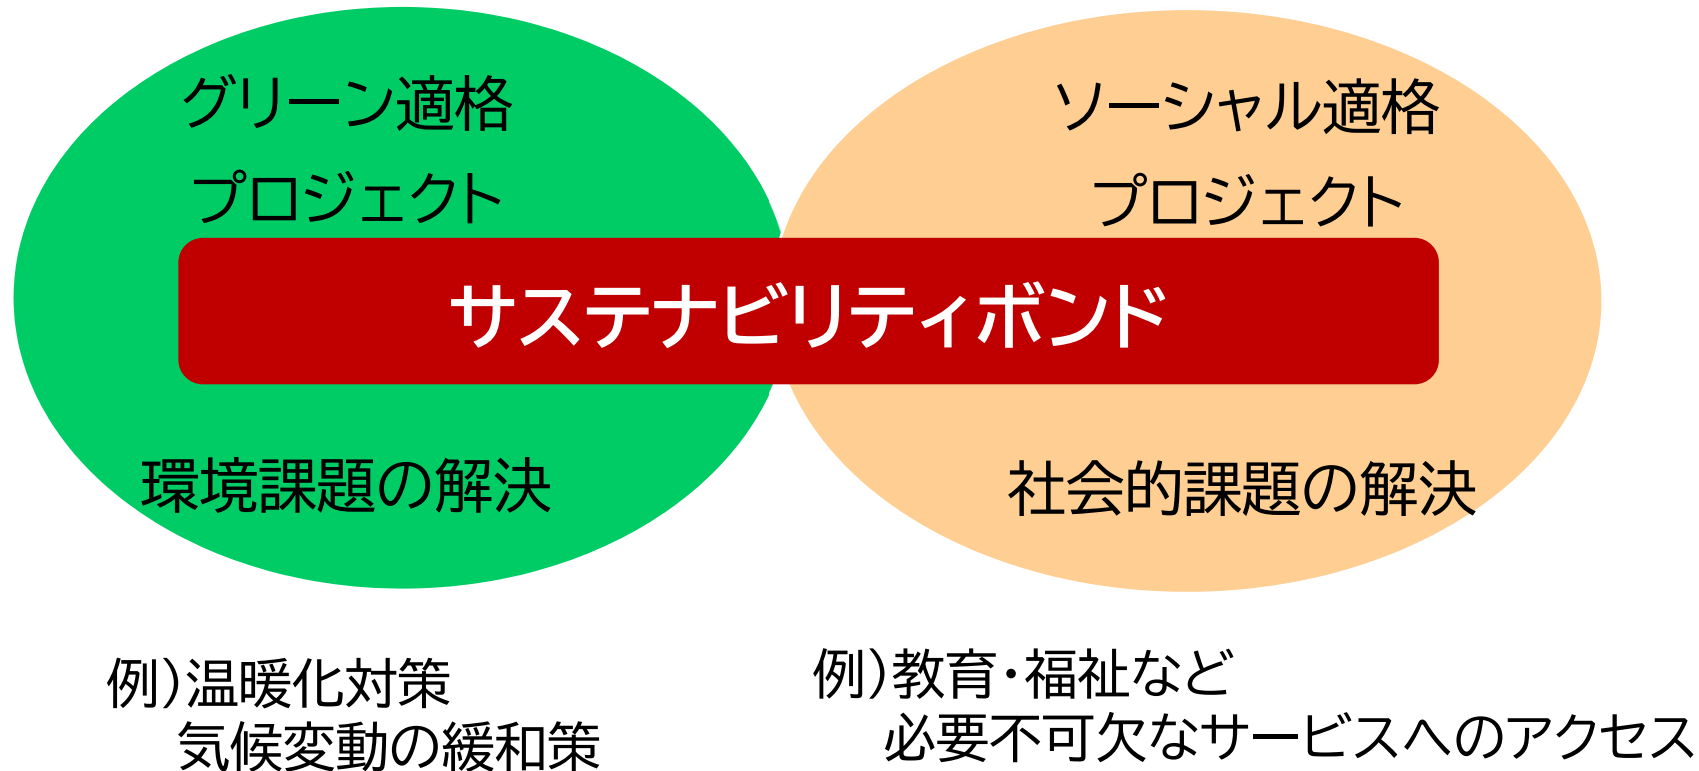 グリーン適格
プロジェクト
ソーシャル適格
プロジェクト
サステナビリティボンド
環境課題の解決
社会的課題の解決
例）温暖化対策
気候変動の緩和策
例）教育・福祉など
必要不可欠なサービスへのアクセス